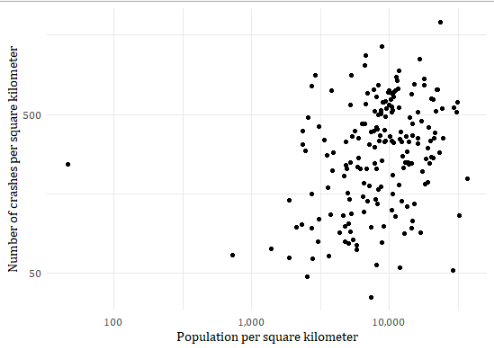 Number of crashes per square kilometer
500
50
100
1,000
10,000
Population per square kilometer